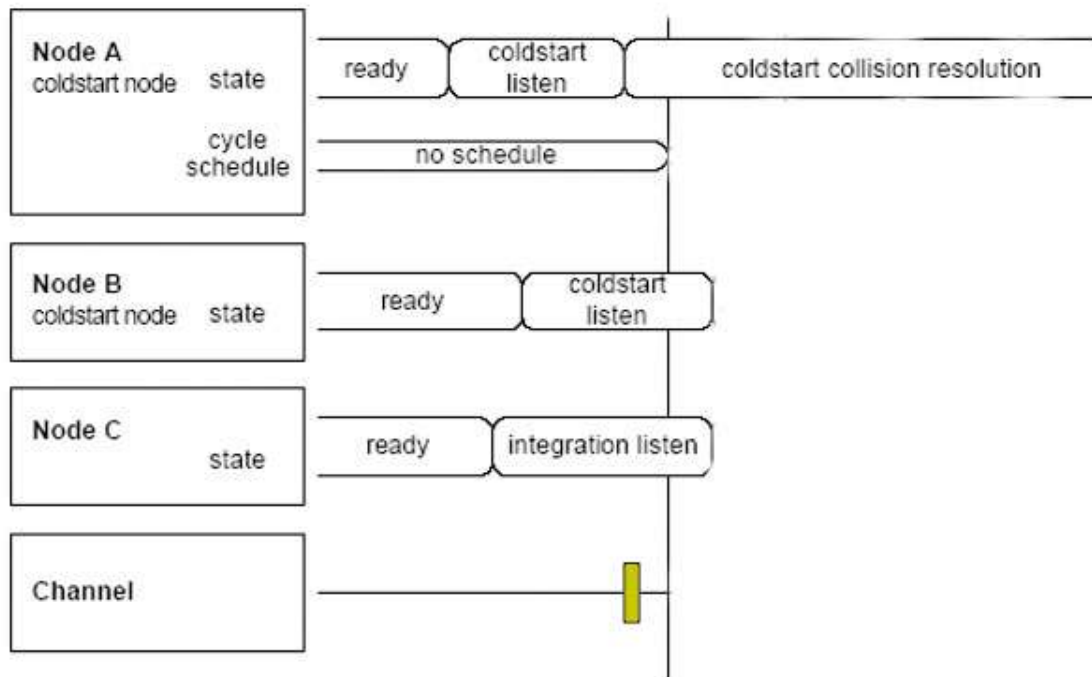 Node A
coldstart node
state
ready
coldstart
listen
coldstart collision resolution
cycle
schedule
no schedule
Node B
coldstart node
state
ready
coldstart
listen
Node C
state
ready
integration listen
Channel